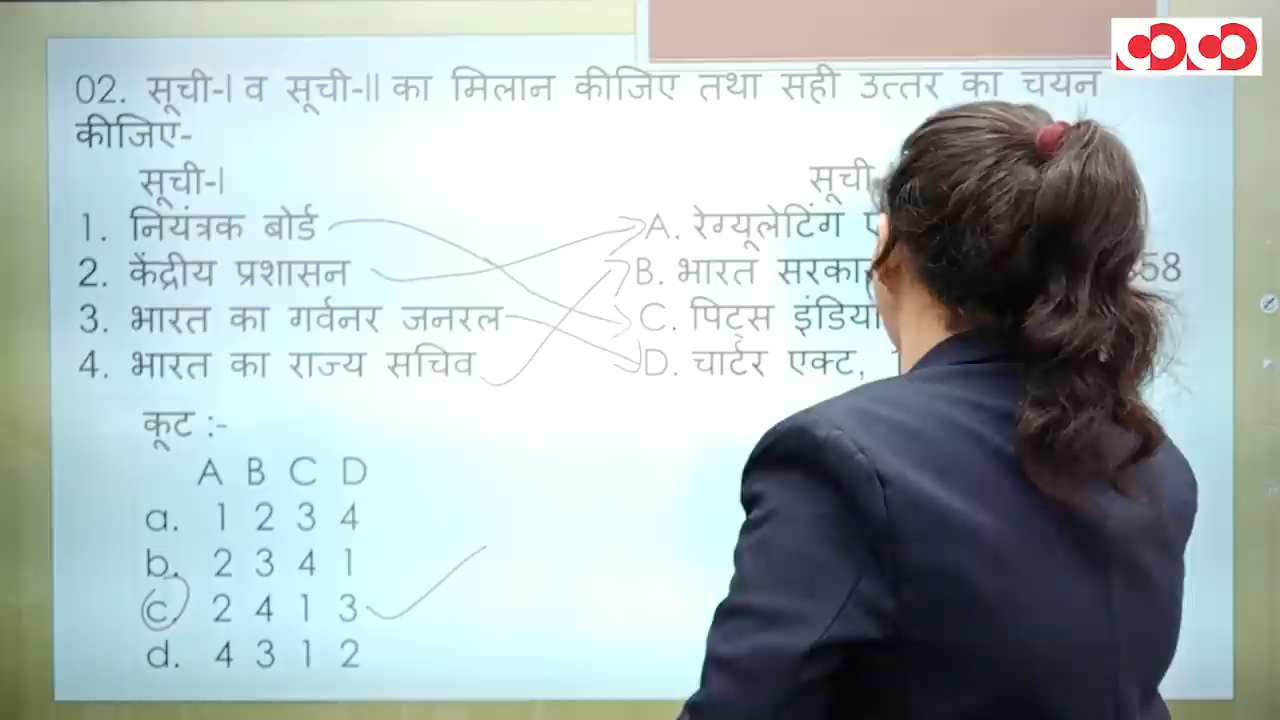 02. सूची-I व सूची-II का मिलान कीजिए तथा सही उत्तर का चयन
कीजिए-
सूची-I सूची
1. नियंत्रक बोर्ड A. रेग्यूलेटिंग
2. केंद्रीय प्रशासन B. भारत सरकार 58
3. भारत का गर्वनर जनरल C. पिट्स इंडिया
4. भारत का राज्य सचिव D. चार्टर एक्ट,
कूट :-
A B C D
a. 1 2 3 4
b. 2 3 4 1
c. 2 4 1 3
d. 4 3 1 2